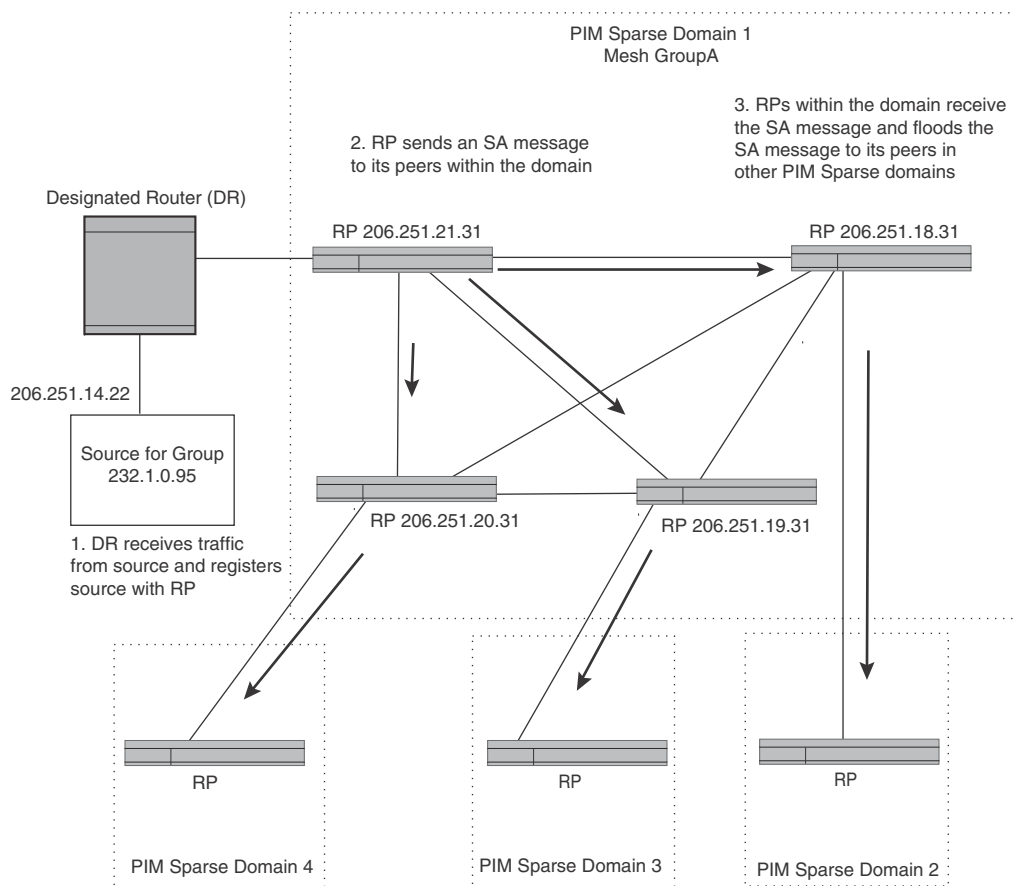 PIM Sparse Domain 1
Mesh GroupA
3. RPs within the domain receive
the SA message and floods the
SA message to its peers in
other PIM Sparse domains
2. RP sends an SA message
to its peers within the domain
Designated Router (DR)
RP 206.251.21.31
RP 206.251.18.31
206.251.14.22
Source for Group
232.1.0.95
RP 206.251.20.31
RP 206.251.19.31
1. DR receives traffic
from source and registers
source with RP
RP
RP
RP
PIM Sparse Domain 4
PIM Sparse Domain 3
PIM Sparse Domain 2